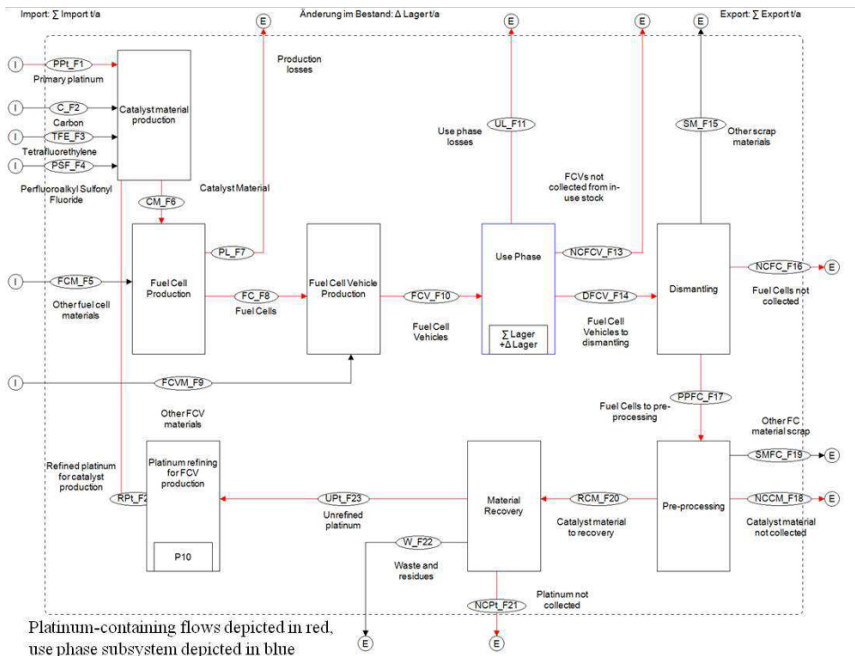 Import: ∑ Import t/a
Änderung im Bestand: Δ Lager t/a
Export: ∑ Export t/a
E
E
E
E
Production
losses
I
PPt_F1
Primary platinum
I
C_F2
Carbon
I
TFE_F3
Tetrafluorethylene
I
PSF_F4
Perfluoroalkyl Sulfonyl
Fluoride
Catalyst material
production
UL_F11
Use phase
losses
SM_F15
Other scrap
materials
FCVs not
collected from in-
use stock
CM_F6
Catalyst Material
PL_F7
NCFCV_F13
I
FCM_F5
Other fuel cell
materials
Fuel Cell
Production
FC_F8
Fuel Cells
Fuel Cell Vehicle
Production
FCV_F10
Fuel Cell
Vehicles
Use Phase
∑ Lager
+Δ Lager
DFCV_F14
Fuel Cell
Vehicles to
dismantling
Dismantling
NCFC_F16
E
Fuel Cells not
collected
I
FCVM_F9
Other FCV
materials
PPFC_F17
Fuel Cells to pre-
processing
Other FC
material scrap
SMFC_F19
E
Refined platinum
for catalyst
production
RPt_F2
Platinum refining
for FCV
production
P10
UPt_F23
Unrefined
platinum
Material
Recovery
RCM_F20
Catalyst material
to recovery
Pre-processing
NCCM_F18
E
Catalyst material
not collected
W_F22
Waste and
residues
NCPt_F21
Platinum not
collected
E
E
Platinum-containing flows depicted in red,
use phase subsystem depicted in blue